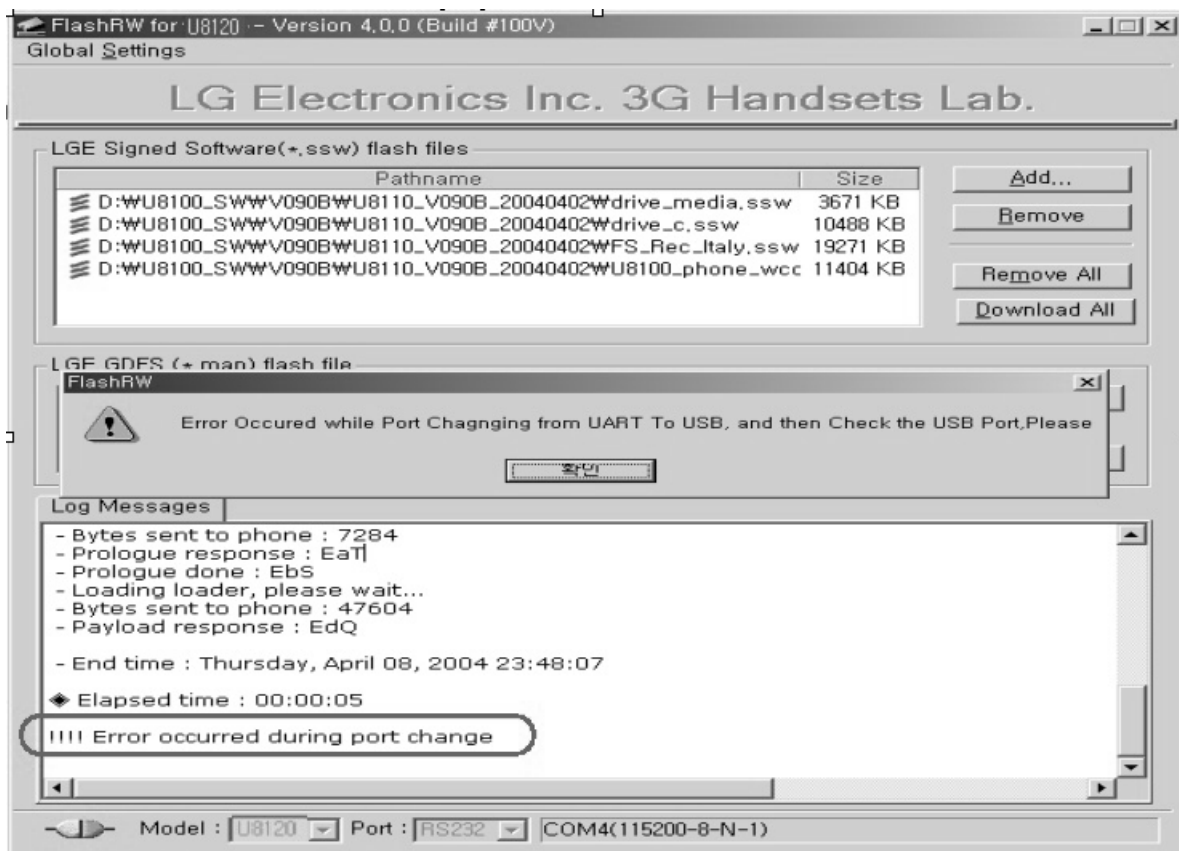 FlashRW for U8120 - Version 4,0,0 (Build #100V)
Global Settings
LG Electronics Inc. 3G Handsets Lab.
LGE Signed Software(*,ssw) flash files
Pathname Size
D:₩U8100_SW₩V090B₩U8110_V090B_20040402₩drive_media,ssw 3671 KB
D:₩U8100_SW₩V090B₩U8110_V090B_20040402₩drive_c,ssw 10488 KB
D:₩U8100_SW₩V090B₩U8110_V090B_20040402₩FS_Rec_Italy,ssw 19271 KB
D:₩U8100_SW₩V090B₩U8110_V090B_20040402₩U8100_phone_wcc 11404 KB
Add...
Remove
Remove All
Download All
LGE GDFS (*,man) flash file
FlashRW
Error Occured while Port Chagnging from UART To USB, and then Check the USB Port,Please
확인
Log Messages
- Bytes sent to phone : 7284
- Prologue response : EaT
- Prologue done : EbS
- Loading loader, please wait...
- Bytes sent to phone : 47604
- Payload response : EdQ
- End time : Thursday, April 08, 2004 23:48:07
◈ Elapsed time : 00:00:05
!!!! Error occurred during port change
Model : U8120 Port : RS232 COM4(115200-8-N-1)